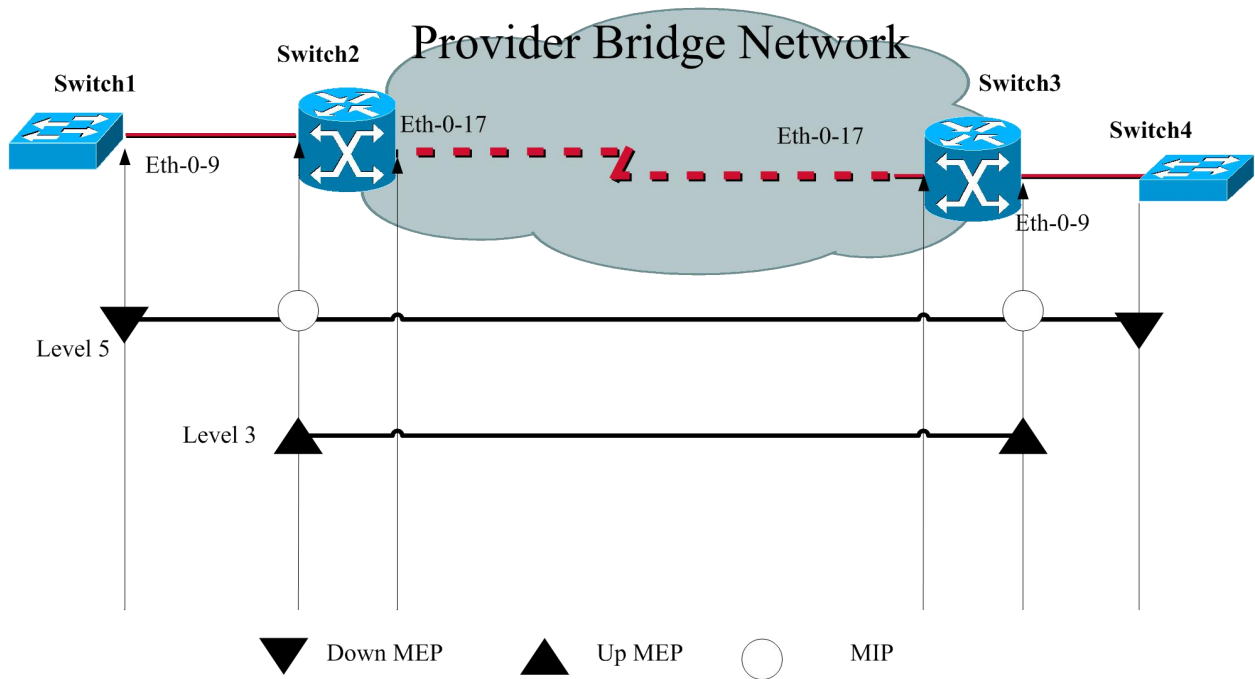 Provider Bridge Network
Switch2
Switch3
Switch1
Switch4
Eth-0-17
Eth-0-17
Eth-0-9
Eth-0-9
Level 5
Level 3
Down MEP
Up MEP
MIP